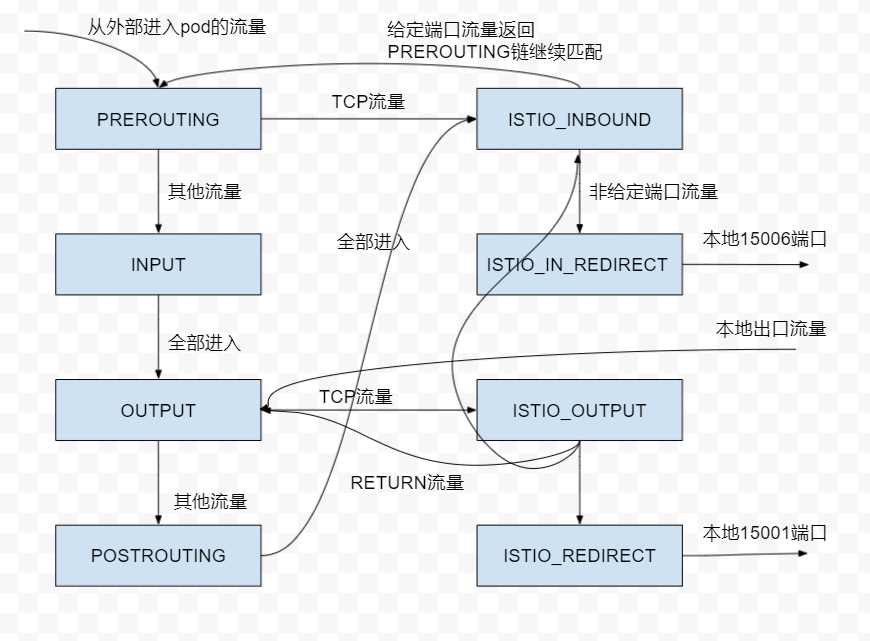 从外部进入pod的流量
给定端口流量返回
PREROUTING链继续匹配
PREROUTING
TCP流量
ISTIO_INBOUND
其他流量
非给定端口流量
全部进入
本地15006端口
INPUT
ISTIO_IN_REDIRECT
本地出口流量
全部进入
TCP流量
OUTPUT
ISTIO_OUTPUT
RETURN流量
其他流量
本地15001端口
POSTROUTING
ISTIO_REDIRECT